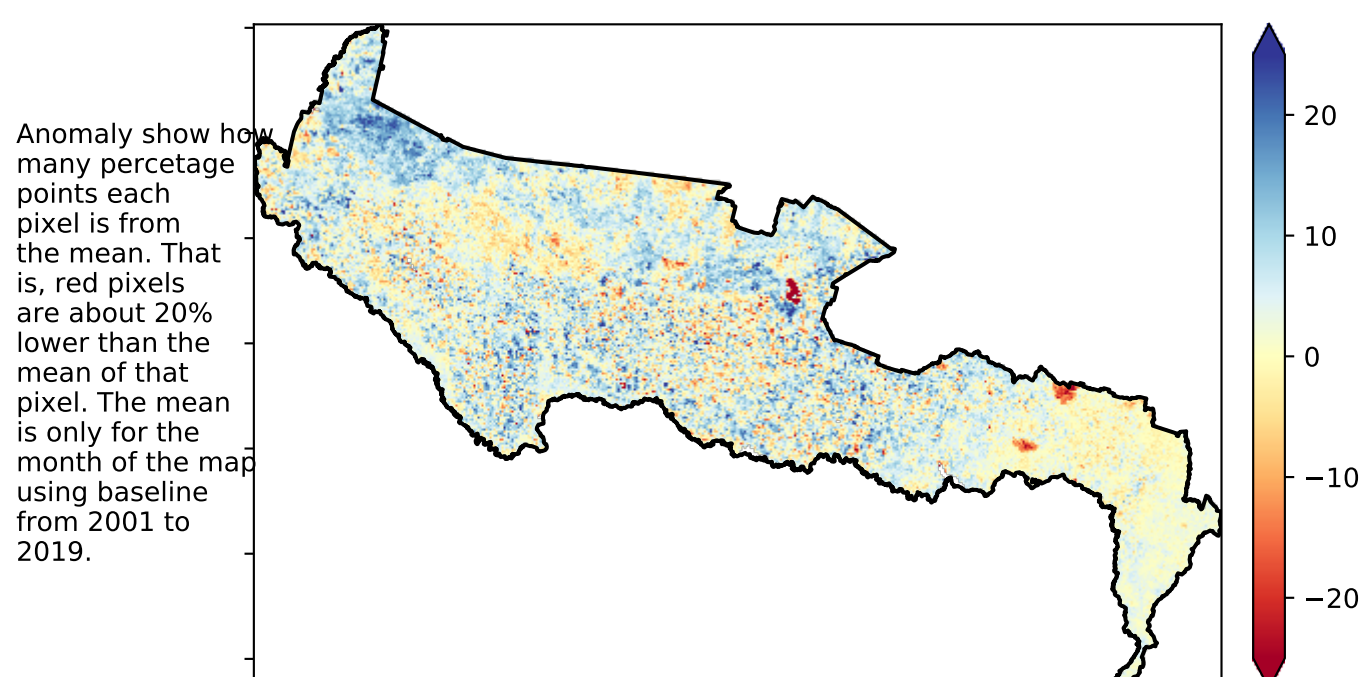 Anomaly show how
many percetage
points each
pixel is from
the mean. That
is, red pixels
are about 20%
lower than the
mean of that
pixel. The mean
is only for the
month of the map
using baseline
from 2001 to
2019.
20
10
0
−10
−20